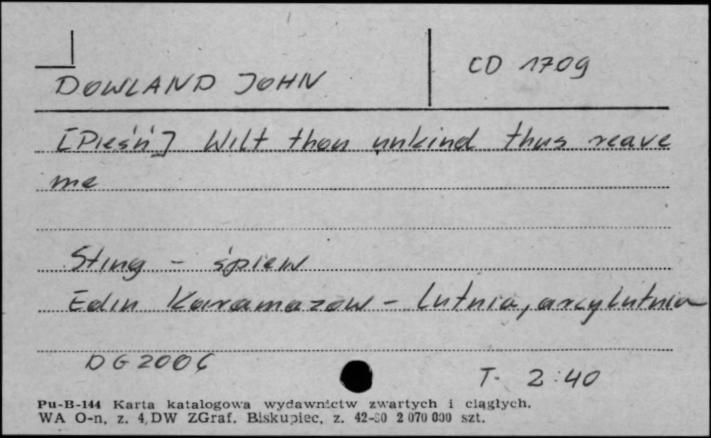 DOWLAND JOHN
CD 1709
[Pieśń] Wilt thou unkind thus reave
me
Sting - śpiew
Edin Karamazow - lutnia, arcylutnia
DG 2006
T. 2:40
Pu-B-144 Karta katalogowa wydawnictw zwartych i ciągłych.
WA O-n, z. 4, DW ZGraf. Biskupiec, z. 42-80 2 070 000 szt.